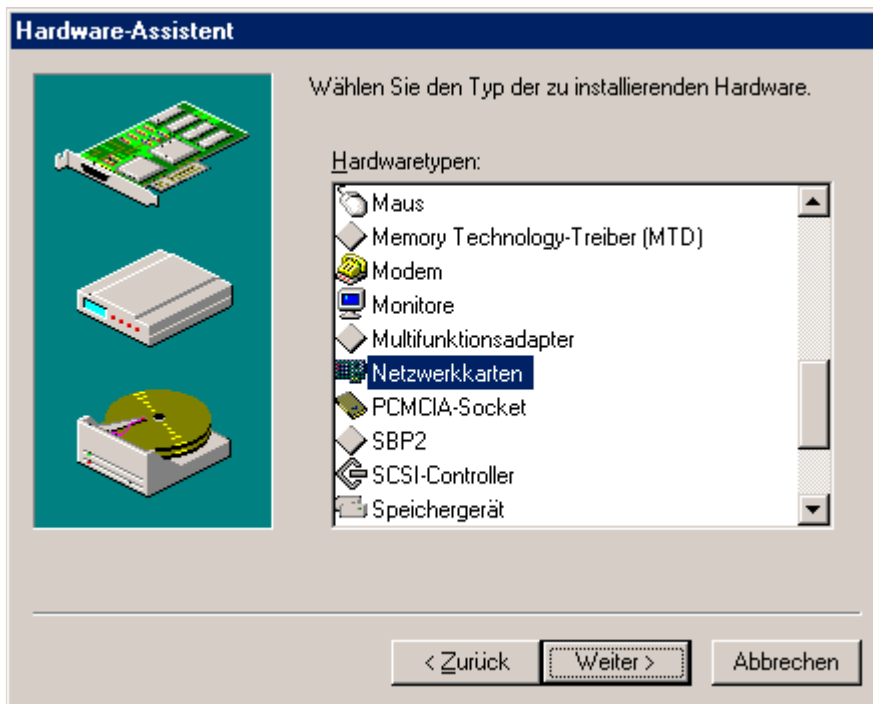 Hardware-Assistent
Wählen Sie den Typ der zu installierenden Hardware.
Hardwaretypen:
Maus
Memory Technology-Treiber (MTD)
Modem
Monitore
Multifunktionsadapter
Netzwerkkarten
PCMCIA-Socket
SBP2
SCSI-Controller
Speichergerät
< Zurück
Weiter >
Abbrechen